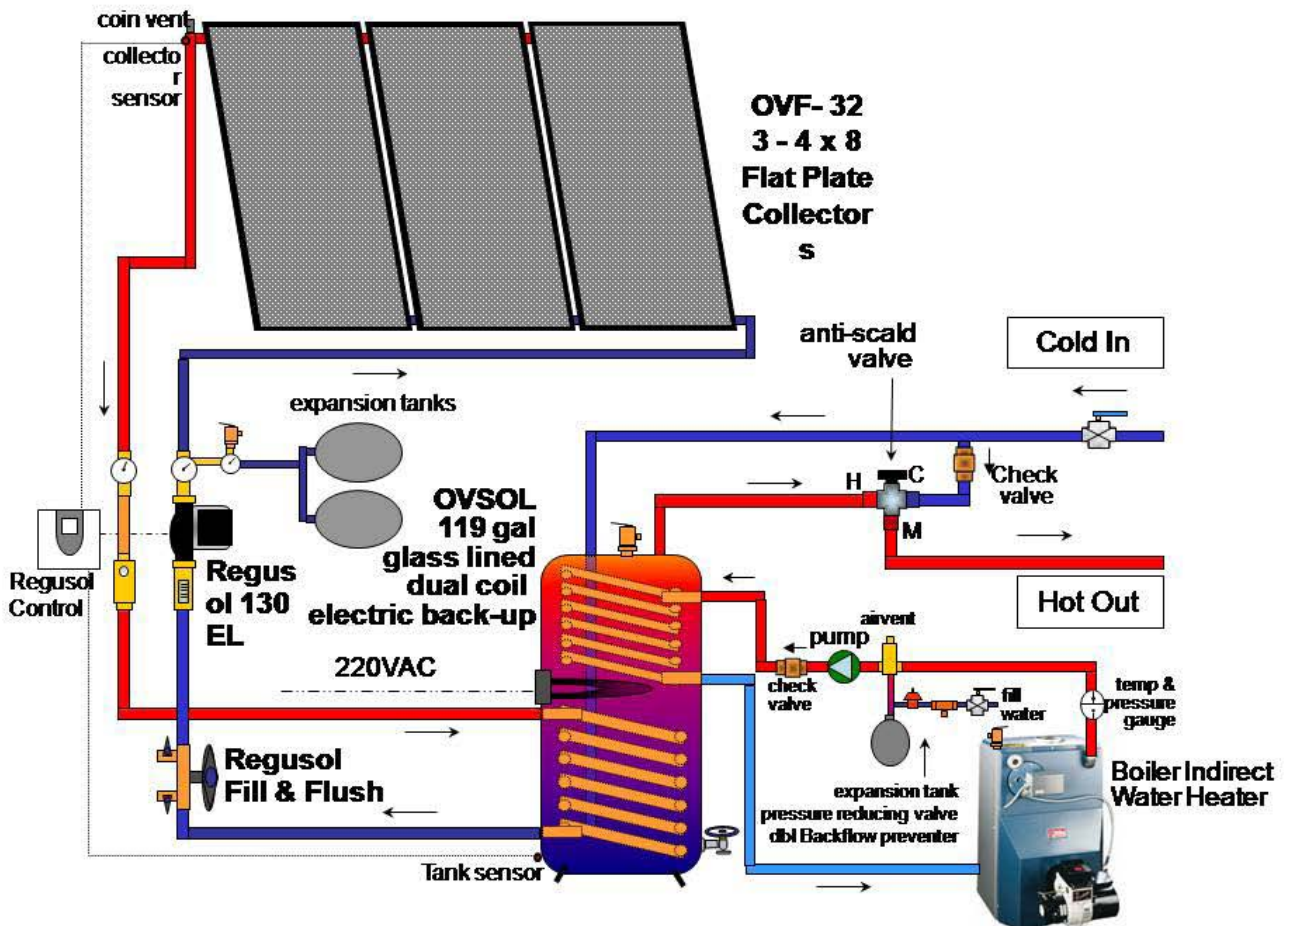 coin vent
collecto
r
sensor
OVF- 32
3 - 4 x 8
Flat Plate
Collector
s
anti-scald
valve
Cold In
expansion tanks
H
C
M
Check
valve
OVSOL
119 gal
glass lined
dual coil
electric back-up
Regusol
Control
Regus
ol 130
EL
Hot Out
airvent
pump
220VAC
check
valve
fill
water
temp &
pressure
gauge
Regusol
Fill & Flush
Boiler Indirect
Water Heater
expansion tank
pressure reducing valve
dbl Backflow preventer
Tank sensor